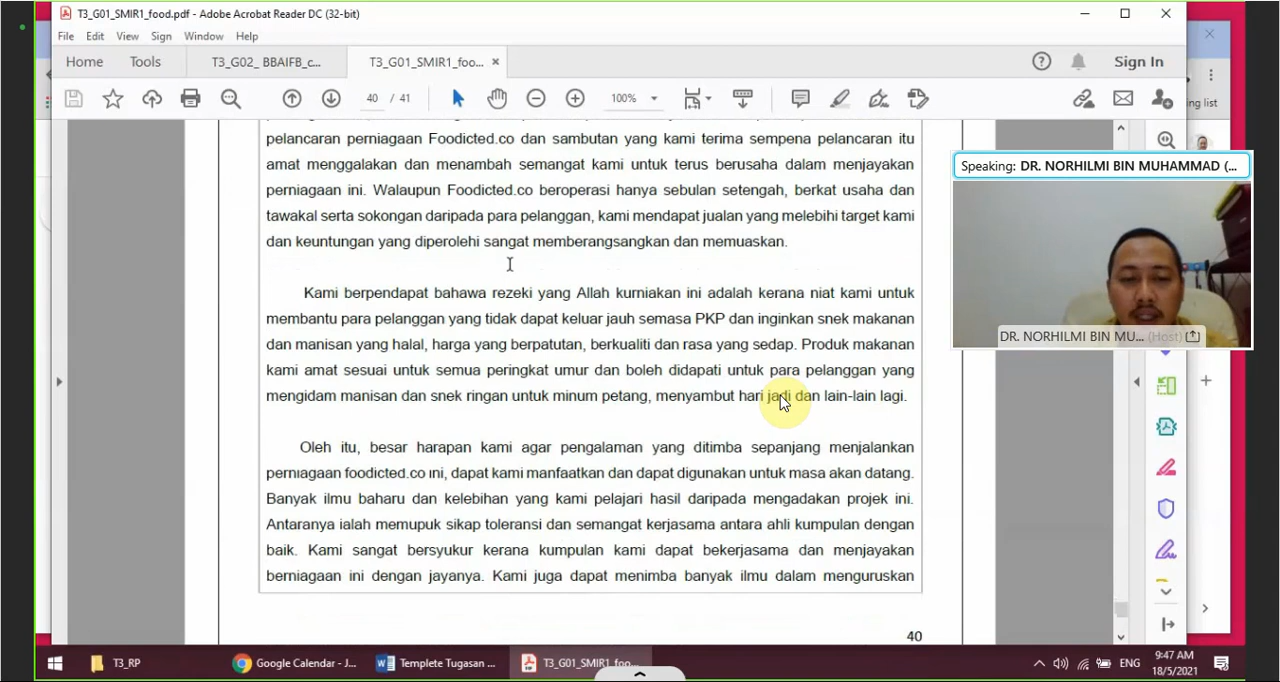 T3_G01_SMIR1_food.pdf - Adobe Acrobat Reader DC (32-bit)
File Edit View Sign Window Help
Home Tools T3_G02_ BBAIFB_c... T3_G01_SMIR1_foo... × Sign In
40 / 41 100%
ing list
pelancaran perniagaan Foodicted.co dan sambutan yang kami terima sempena pelancaran itu
amat menggalakan dan menambah semangat kami untuk terus berusaha dalam menjayakan
perniagaan ini. Walaupun Foodicted.co beroperasi hanya sebulan setengah, berkat usaha dan
tawakal serta sokongan daripada para pelanggan, kami mendapat jualan yang melebihi target kami
dan keuntungan yang diperolehi sangat memberangsangkan dan memuaskan.
Kami berpendapat bahawa rezeki yang Allah kurniakan ini adalah kerana niat kami untuk
membantu para pelanggan yang tidak dapat keluar jauh semasa PKP dan inginkan snek makanan
dan manisan yang halal, harga yang berpatutan, berkualiti dan rasa yang sedap. Produk makanan
kami amat sesuai untuk semua peringkat umur dan boleh didapati untuk para pelanggan yang
mengidam manisan dan snek ringan untuk minum petang, menyambut hari jadi dan lain-lain lagi.
Oleh itu, besar harapan kami agar pengalaman yang ditimba sepanjang menjalankan
perniagaan foodicted.co ini, dapat kami manfaatkan dan dapat digunakan untuk masa akan datang.
Banyak ilmu baharu dan kelebihan yang kami pelajari hasil daripada mengadakan projek ini.
Antaranya ialah memupuk sikap toleransi dan semangat kerjasama antara ahli kumpulan dengan
baik. Kami sangat bersyukur kerana kumpulan kami dapat bekerjasama dan menjayakan
berniagaan ini dengan jayanya. Kami juga dapat menimba banyak ilmu dalam menguruskan
40
Speaking: DR. NORHILMI BIN MUHAMMAD (...
DR. NORHILMI BIN MU... (Host)
T3_RP Google Calendar - J... Templete Tugasan ... T3_G01_SMIR1_foo... ENG 9:47 AM
18/5/2021